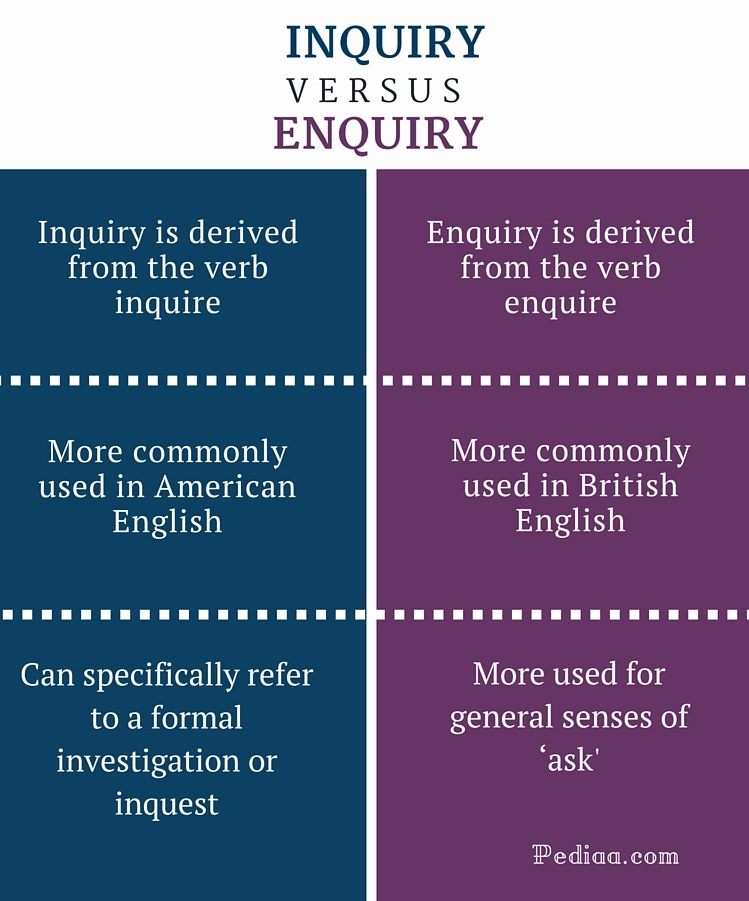 INQUIRY
VERSUS
ENQUIRY
Inquiry is derived
from the verb
inquire
Enquiry is derived
from the verb
enquire
More commonly
used in American
English
More commonly
used in British
English
Can specifically refer
to a formal
investigation or
inquest
More used for
general senses of
‘ask'
Pediaa.com